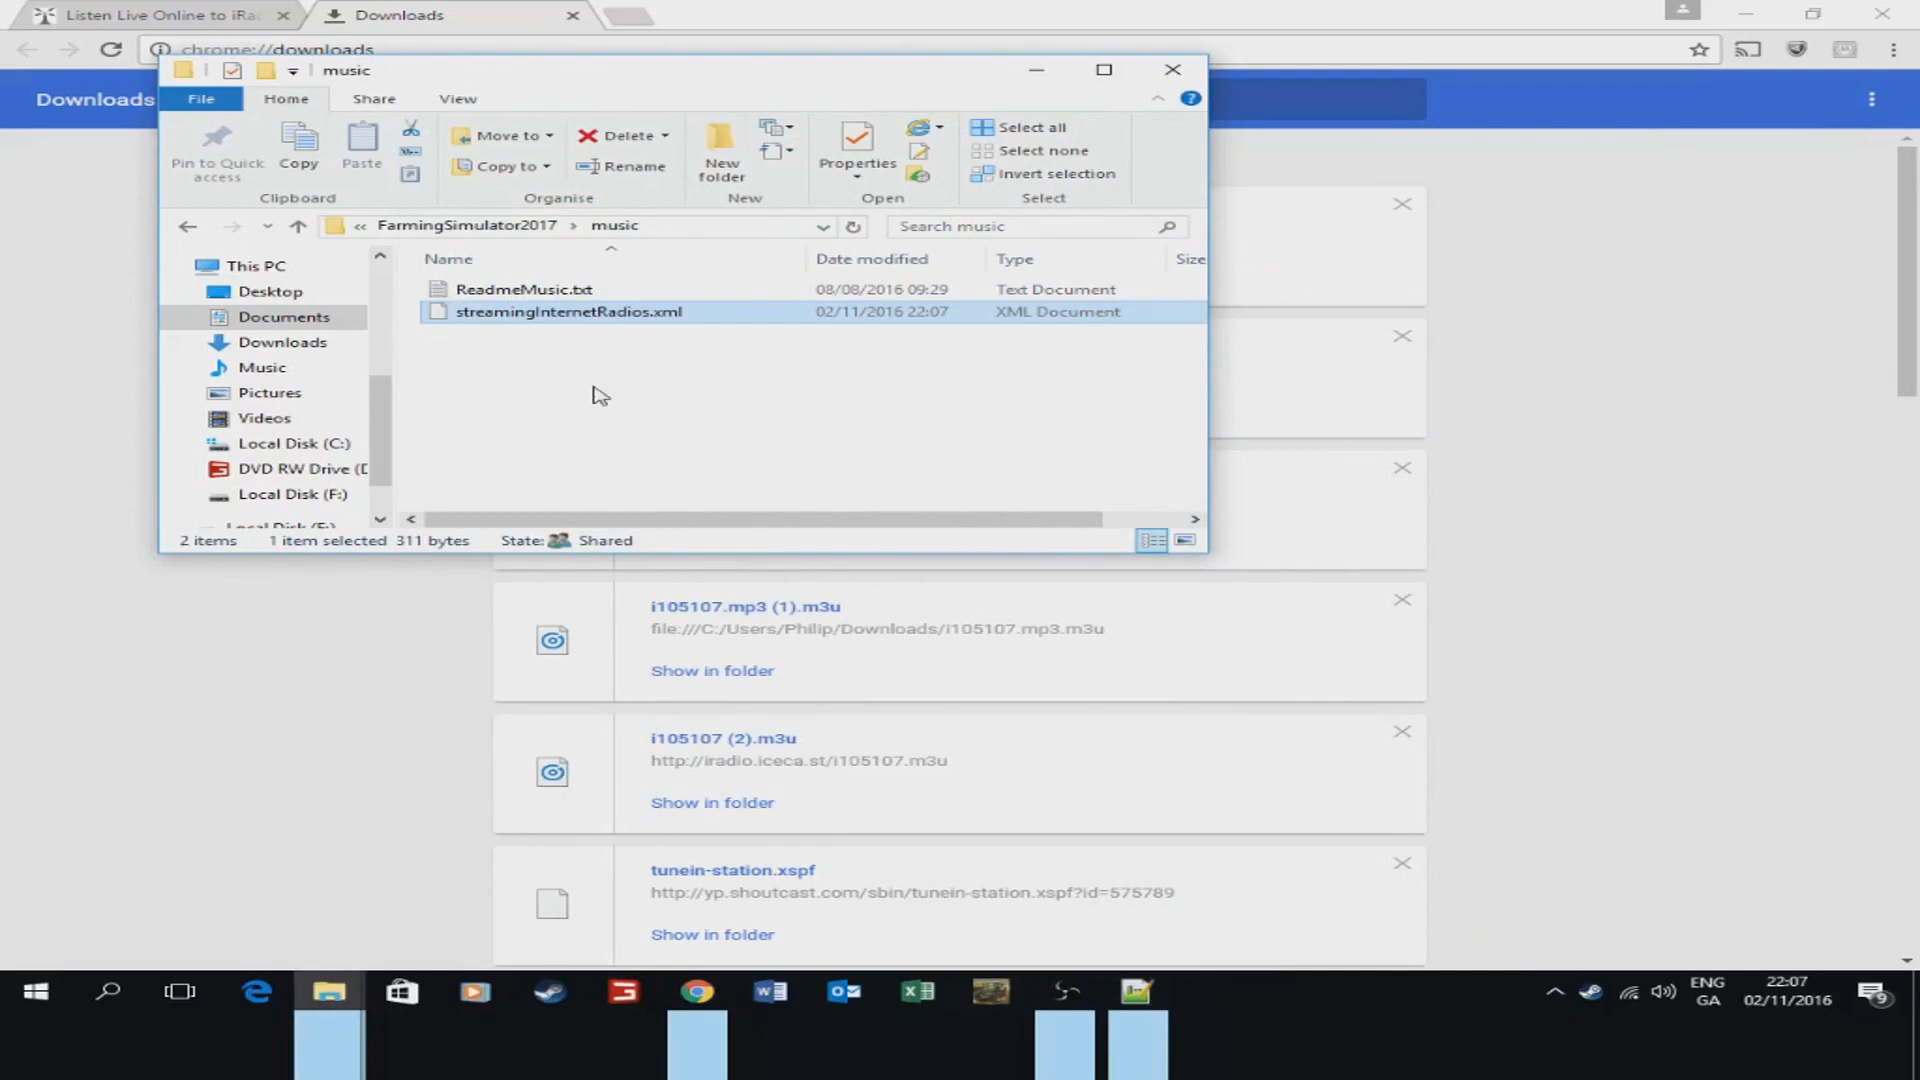 Listen Live Online to iRa
Downloads
chrome://downloads
music
Downloads
File
Home
Share
View
Pin to Quick access
Copy
Paste
Move to
Copy to
Delete
Rename
New folder
Properties
Select all
Select none
Invert selection
Clipboard
Organise
New
Open
Select
« FarmingSimulator2017 > music
Search music
Name
Date modified
Type
Size
This PC
Desktop
Documents
Downloads
Music
Pictures
Videos
Local Disk (C:)
DVD RW Drive (D
Local Disk (F:)
Local Disk (F:)
ReadmeMusic.txt
08/08/2016 09:29
Text Document
streamingInternetRadios.xml
02/11/2016 22:07
XML Document
2 items
1 item selected 311 bytes
State:
Shared
i105107.mp3 (1).m3u
file:///C:/Users/Philip/Downloads/i105107.mp3.m3u
Show in folder
i105107 (2).m3u
http://iradio.iceca.st/i105107.m3u
Show in folder
tunein-station.xspf
http://yp.shoutcast.com/sbin/tunein-station.xspf?id=575789
Show in folder
ENG
GA
22:07
02/11/2016
9